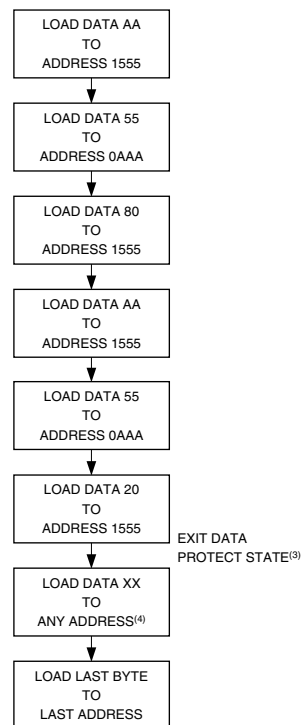 LOAD DATA AA
TO
ADDRESS 1555
LOAD DATA 55
TO
ADDRESS 0AAA
LOAD DATA 80
TO
ADDRESS 1555
LOAD DATA AA
TO
ADDRESS 1555
LOAD DATA 55
TO
ADDRESS 0AAA
LOAD DATA 20
TO
ADDRESS 1555
EXIT DATA
PROTECT STATE(3)
LOAD DATA XX
TO
ANY ADDRESS(4)
LOAD LAST BYTE
TO
LAST ADDRESS